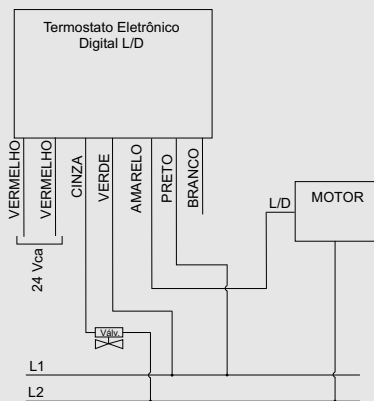 Termostato Eletrônico
Digital L/D
VERMELHO
VERMELHO
CINZA
VERDE
AMARELO
PRETO
BRANCO
24 Vca
L/D
MOTOR
Válv.
L1
L2